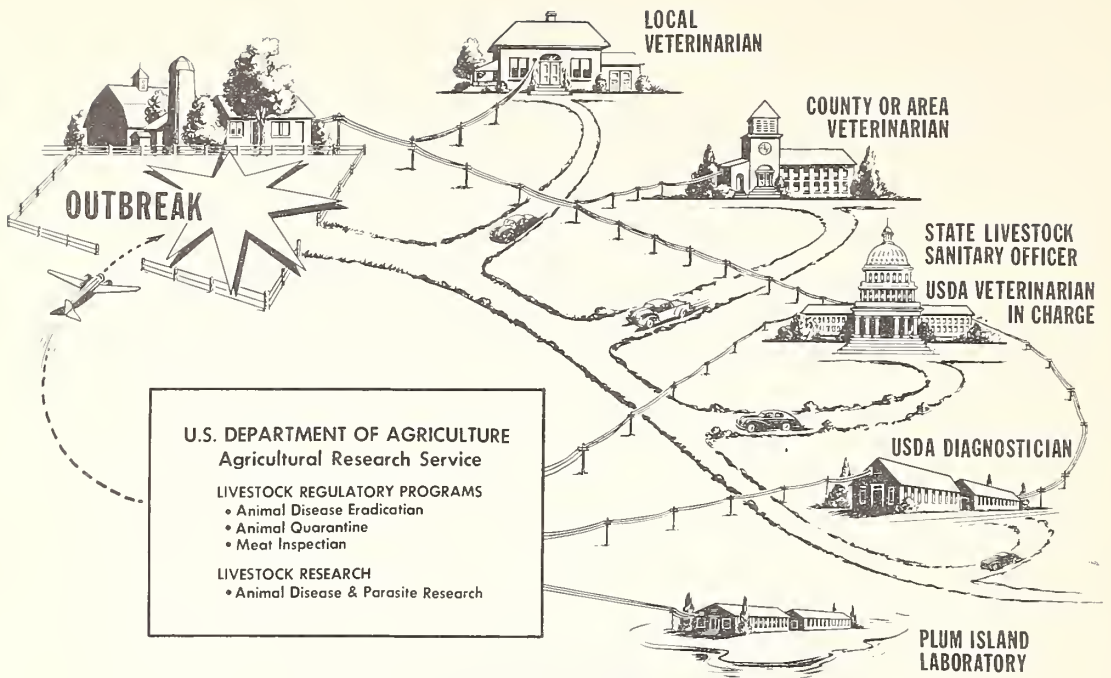 LOCAL
VETERINARIAN
COUNTY OR AREA
VETERINARIAN
OUTBREAK
STATE LIVESTOCK
SANITARY OFFICER
USDA VETERINARIAN
IN CHARGE
U.S. DEPARTMENT OF AGRICULTURE
Agricultural Research Service
LIVESTOCK REGULATORY PROGRAMS
• Animal Disease Eradication
• Animal Quarantine
• Meat Inspection
LIVESTOCK RESEARCH
• Animal Disease & Parasite Research
USDA DIAGNOSTICIAN
PLUM ISLAND
LABORATORY